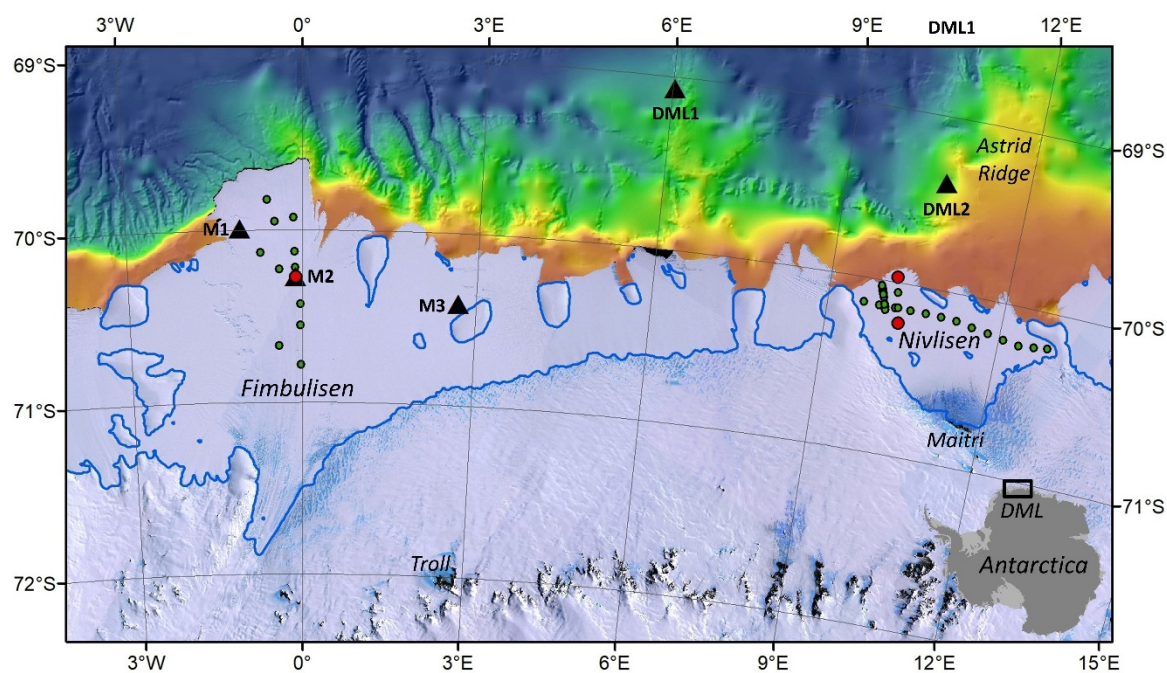 3°W 0° 3°E 6°E 9°E DML1 12°E
69°S
DML1
Astrid
Ridge
69°S
DML2
M1
70°S
M2
M3
70°S
Nivlisen
Fimbulisen
71°S
Maitri
71°S
DML
Troll
Antarctica
72°S
3°W 0° 3°E 6°E 9°E 12°E 15°E